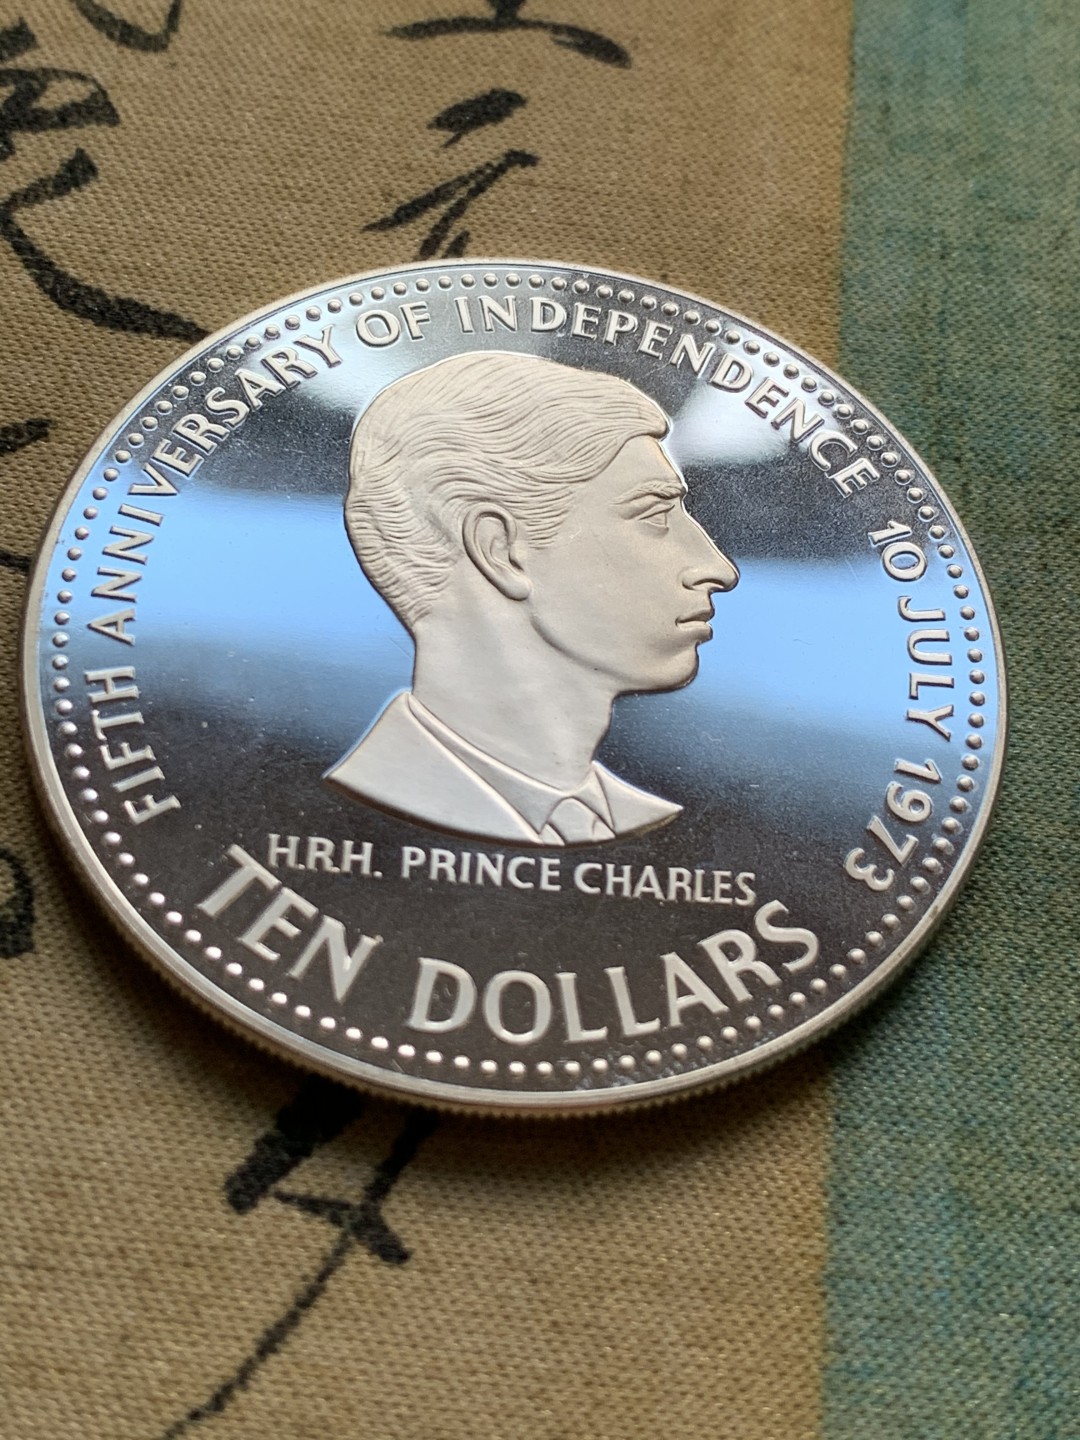 FIFTH ANNIVERSARY OF INDEPENDENCE 10 JULY 1973
H.R.H. PRINCE CHARLES
TEN DOLLARS